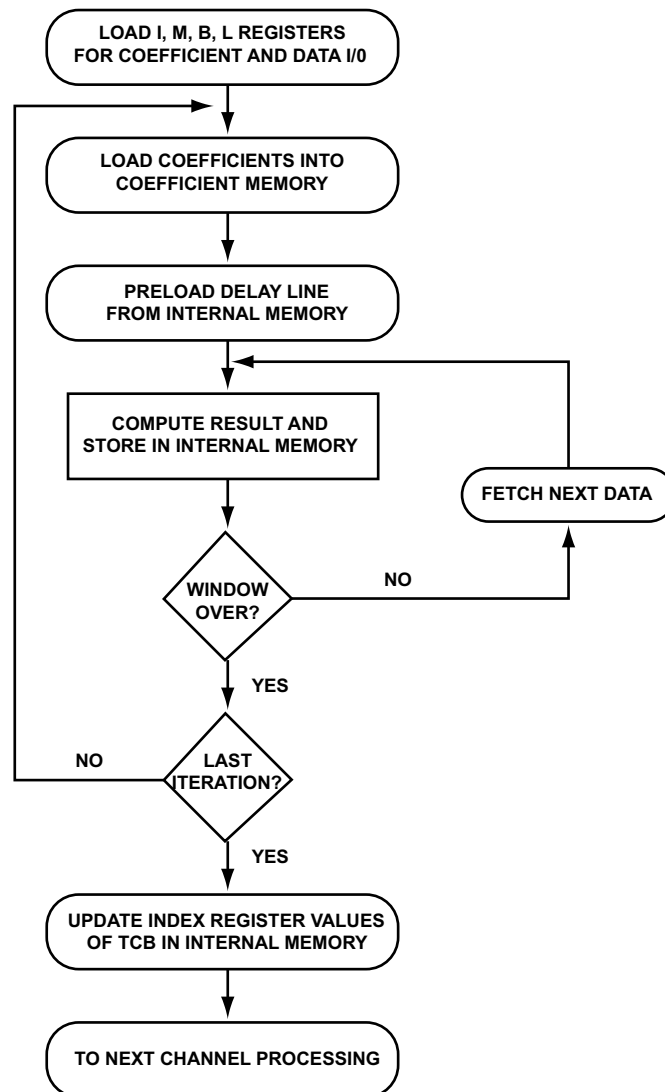 LOAD I, M, B, L REGISTERS
FOR COEFFICIENT AND DATA I/0
LOAD COEFFICIENTS INTO
COEFFICIENT MEMORY
PRELOAD DELAY LINE
FROM INTERNAL MEMORY
COMPUTE RESULT AND
STORE IN INTERNAL MEMORY
FETCH NEXT DATA
WINDOW
OVER?
NO
YES
LAST
ITERATION?
NO
YES
UPDATE INDEX REGISTER VALUES
OF TCB IN INTERNAL MEMORY
TO NEXT CHANNEL PROCESSING